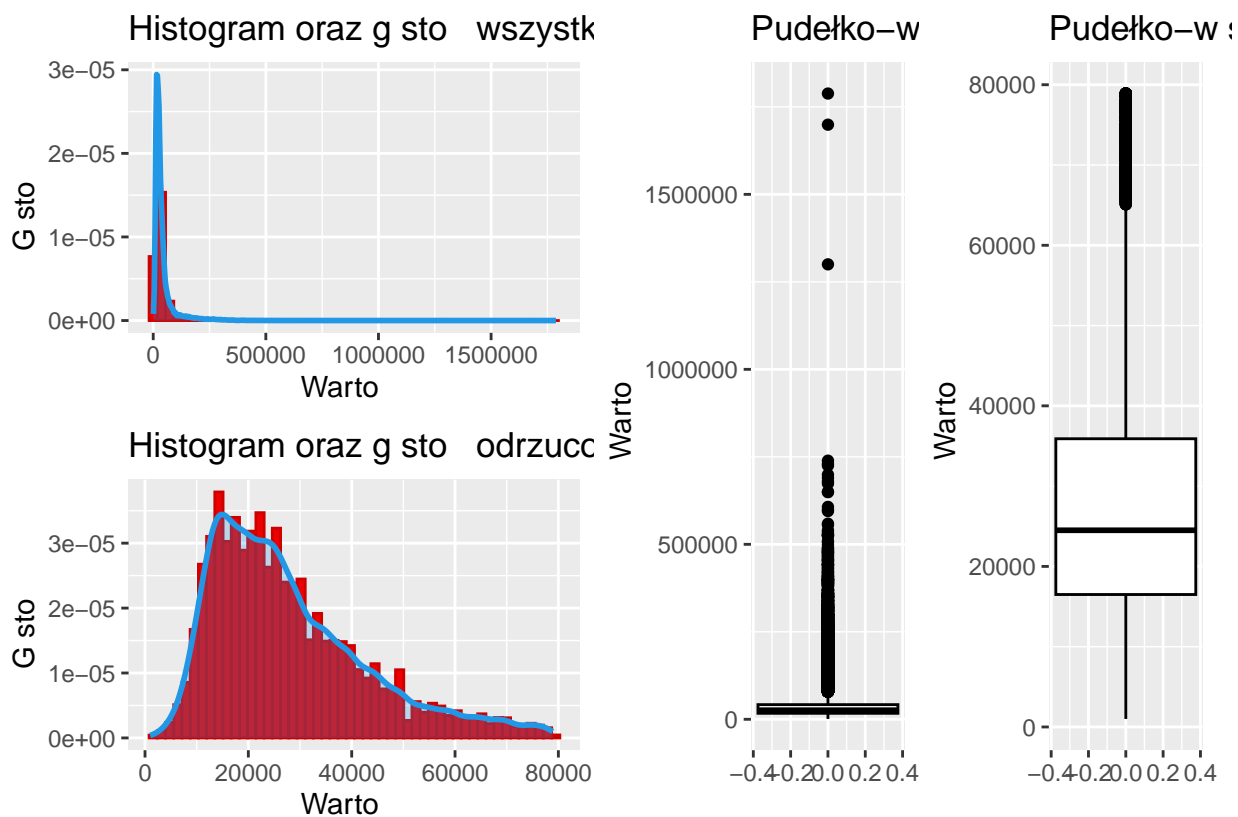 Histogram oraz g sto wszystk
3e−05
2e−05
1e−05
0e+00
G sto
0 500000 1000000 1500000
Warto
Histogram oraz g sto odrzuco
3e−05
2e−05
1e−05
0e+00
G sto
0 20000 40000 60000 80000
Warto
Pudełko−w
1500000
1000000
500000
0
Warto
−0.4 −0.2 0.0 0.2 0.4
Pudełko−w s
80000
60000
40000
20000
0
Warto
−0.4 −0.2 0.0 0.2 0.4